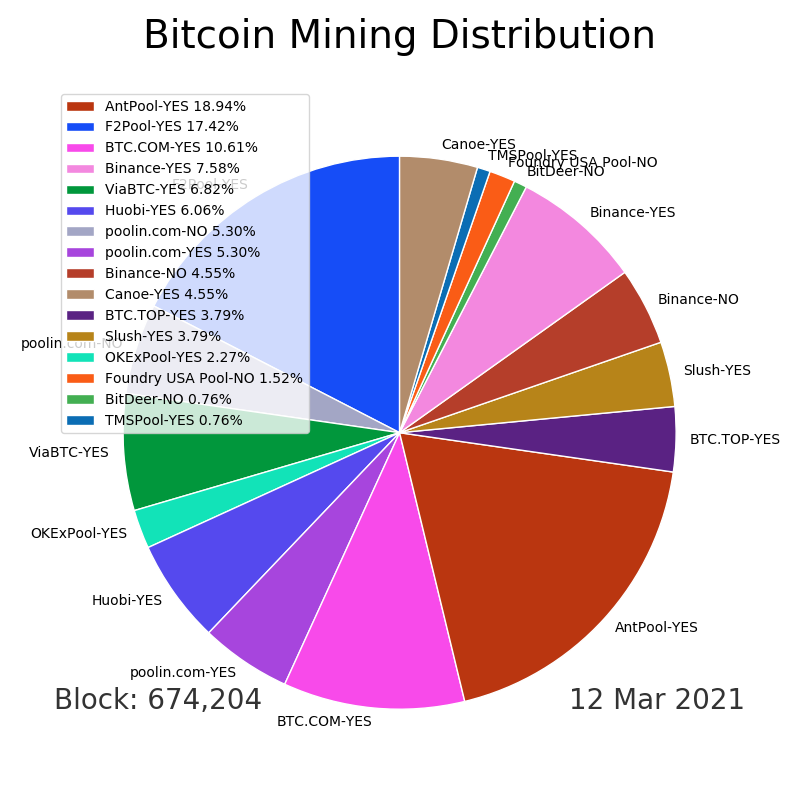 Bitcoin Mining Distribution
AntPool-YES 18.94%
F2Pool-YES 17.42%
BTC.COM-YES 10.61%
Binance-YES 7.58%
ViaBTC-YES 6.82%
Huobi-YES 6.06%
poolin.com-NO 5.30%
poolin.com-YES 5.30%
Binance-NO 4.55%
Canoe-YES 4.55%
BTC.TOP-YES 3.79%
Slush-YES 3.79%
OKExPool-YES 2.27%
Foundry USA Pool-NO 1.52%
BitDeer-NO 0.76%
TMSPool-YES 0.76%
Canoe-YES
TMSPool-YES
Foundry USA Pool-NO
BitDeer-NO
Binance-YES
Binance-NO
Slush-YES
BTC.TOP-YES
AntPool-YES
BTC.COM-YES
poolin.com-YES
Huobi-YES
OKExPool-YES
ViaBTC-YES
poolin.com-NO
F2Pool-YES
Block: 674,204
12 Mar 2021